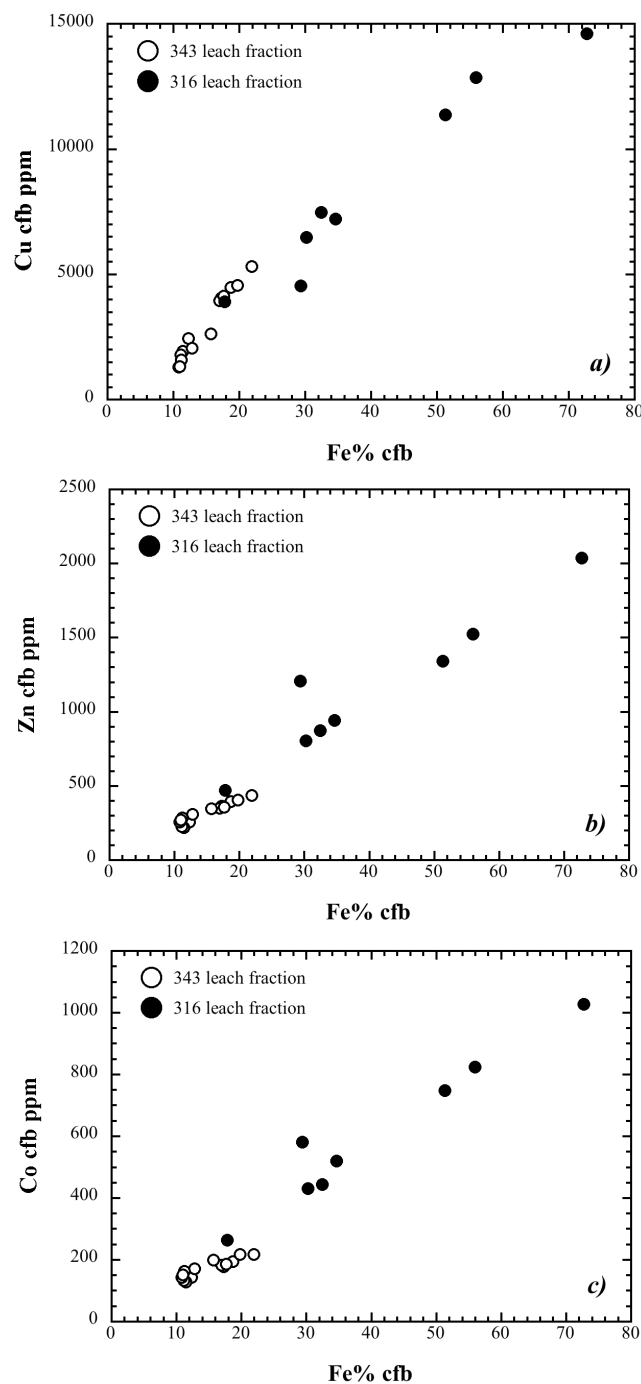 15000
343 leach fraction
316 leach fraction
10000
Cu cfb ppm
5000
a)
0
0 10 20 30 40 50 60 70 80
Fe% cfb
2500
343 leach fraction
316 leach fraction
2000
1500
Zn cfb ppm
1000
500
b)
0
0 10 20 30 40 50 60 70 80
Fe% cfb
1200
343 leach fraction
316 leach fraction
1000
800
Co cfb ppm
600
400
200
c)
0
0 10 20 30 40 50 60 70 80
Fe% cfb